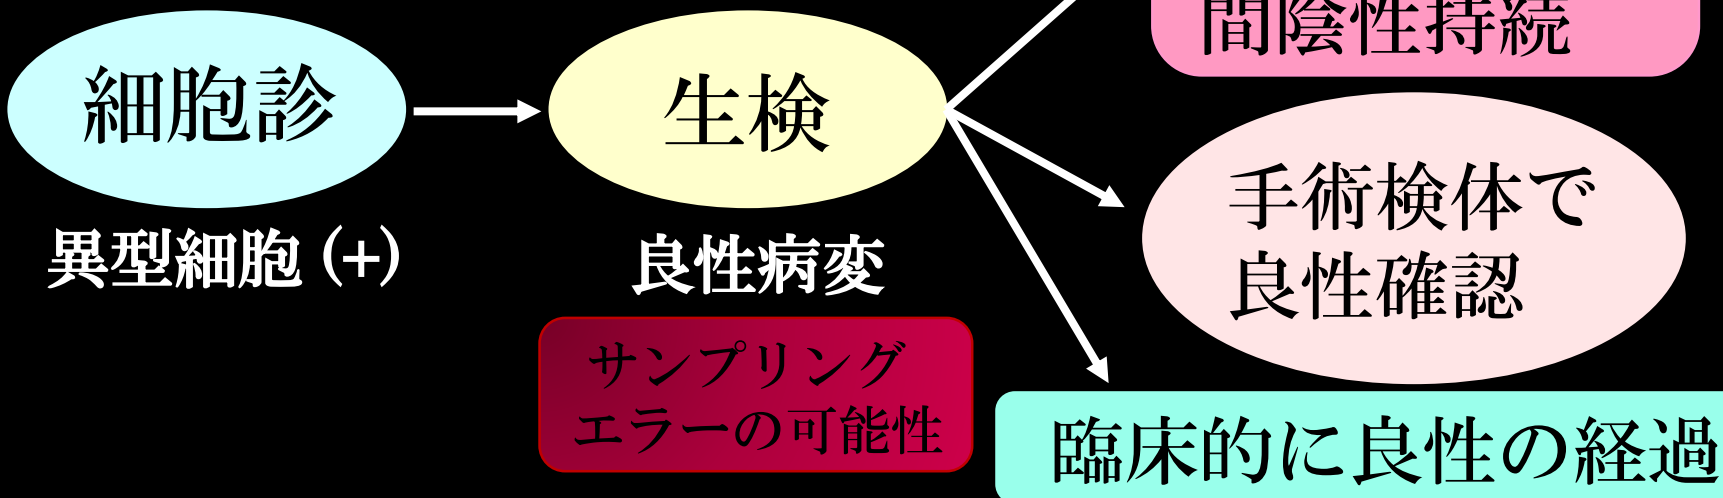 細胞診
異型細胞 (+)
生検
良性病変
サンプリング
エラーの可能性
間陰性持続
手術検体で
良性確認
臨床的に良性の経過